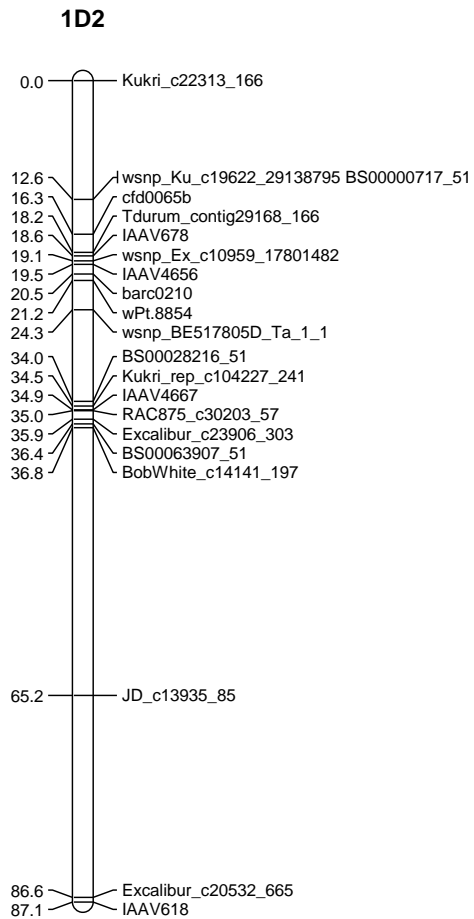 1D2
0.0 Kukri_c22313_166
12.6 wsnp_Ku_c19622_29138795 BS00000717_51
16.3 cfd0065b
18.2 Tdurum_contig29168_166
18.6 IAAV678
19.1 wsnp_Ex_c10959_17801482
19.5 IAAV4656
20.5 barc0210
21.2 wPt.8854
24.3 wsnp_BE517805D_Ta_1_1
34.0 BS00028216_51
34.5 Kukri_rep_c104227_241
34.9 IAAV4667
35.0 RAC875_c30203_57
35.9 Excalibur_c23906_303
36.4 BS00063907_51
36.8 BobWhite_c14141_197
65.2 JD_c13935_85
86.6 Excalibur_c20532_665
87.1 IAAV618